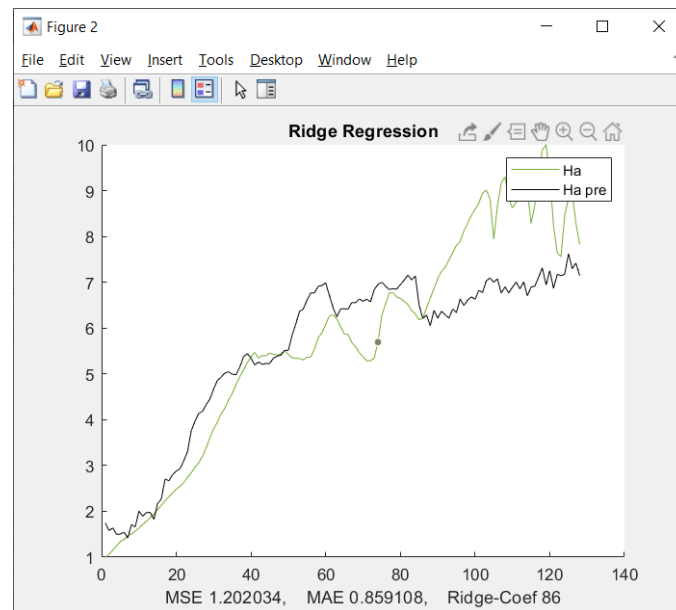 Figure 2
File Edit View Insert Tools Desktop Window Help
Ridge Regression
10
9
8
7
6
5
4
3
2
1
Ha
Ha pre
0 20 40 60 80 100 120 140
MSE 1.202034, MAE 0.859108, Ridge-Coef 86